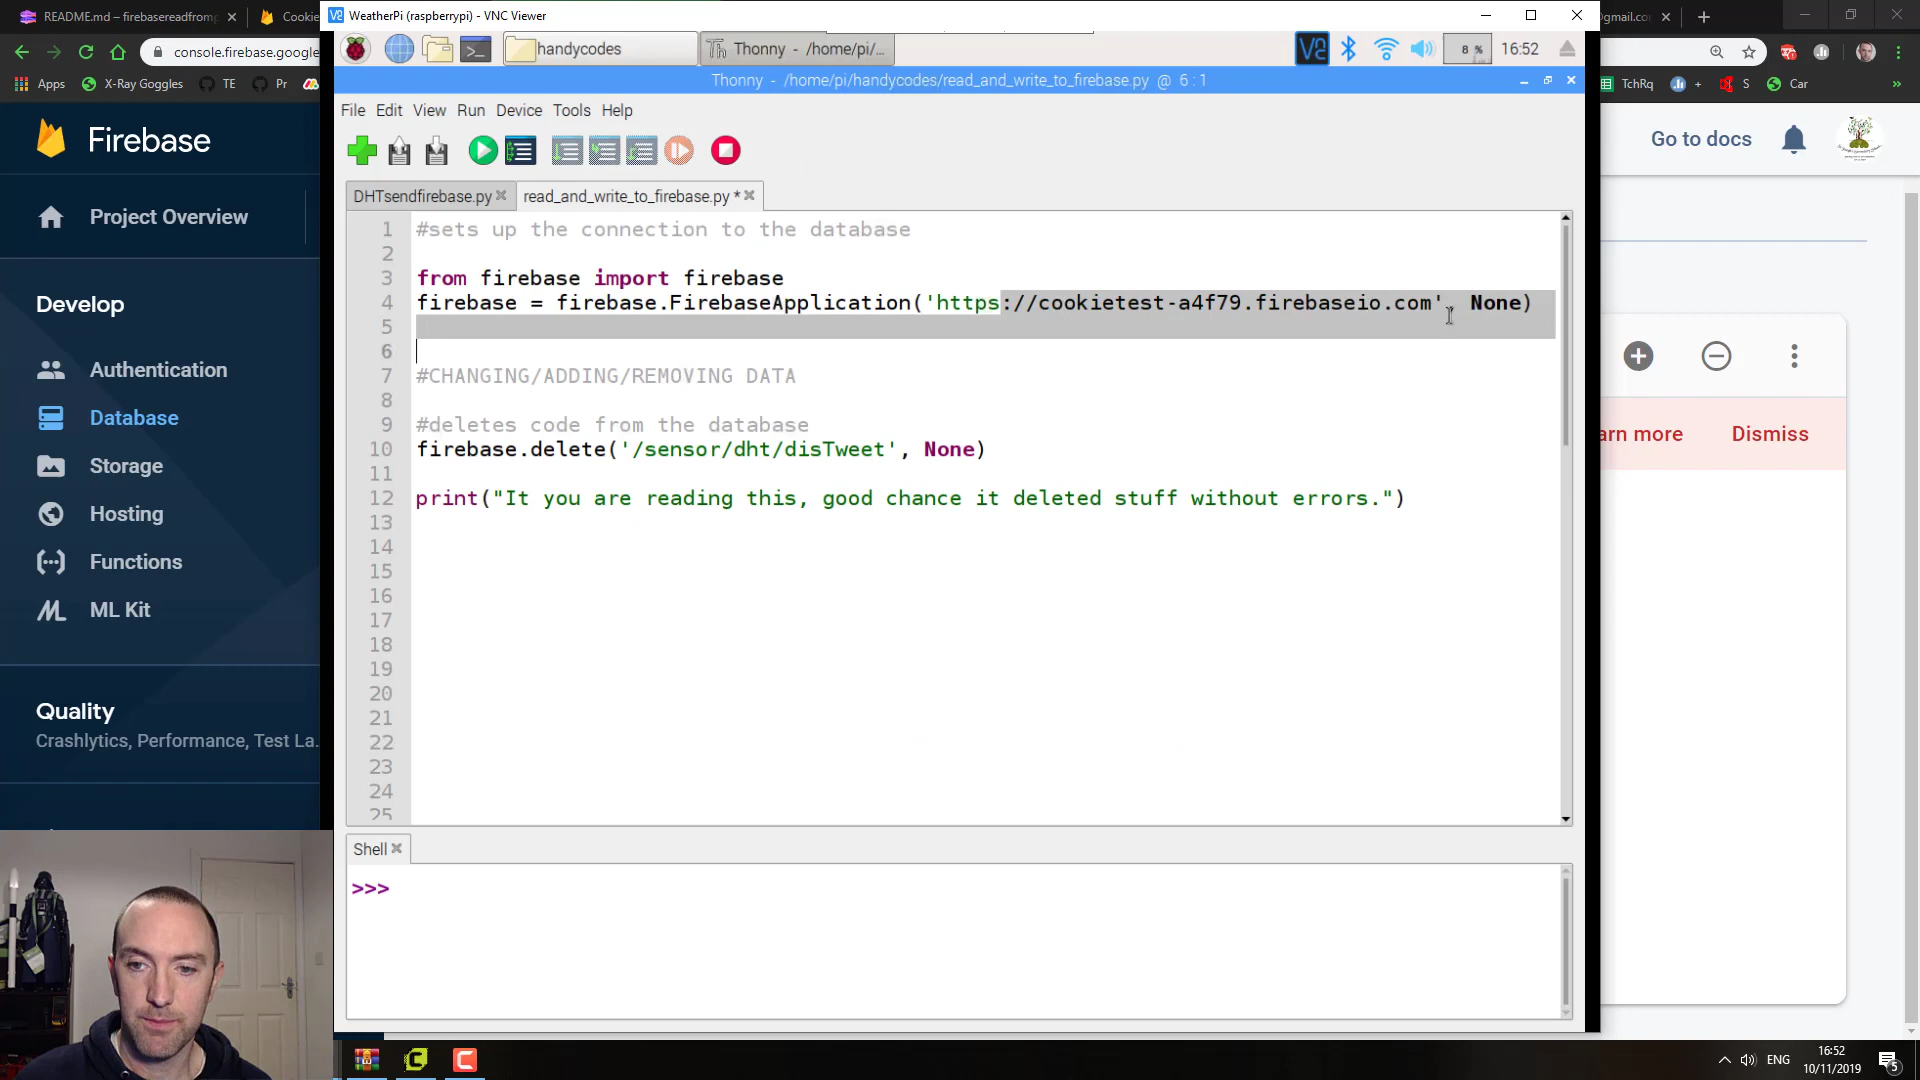 README.md – firebasereadfromp
Cookie
WeatherPi (raspberrypi) - VNC Viewer
@gmail.co
console.firebase.google
handycodes
Thonny - /home/pi/...
8 %
16:52
Apps
X-Ray Goggles
TE
Pr
TchRq
+
S
Car
»
Thonny - /home/pi/handycodes/read_and_write_to_firebase.py @ 6 : 1
File Edit View Run Device Tools Help
Firebase
Go to docs
DHTsendfirebase.py
read_and_write_to_firebase.py *
Project Overview
1 #sets up the connection to the database
2
3 from firebase import firebase
4 firebase = firebase.FirebaseApplication('https://cookietest-a4f79.firebaseio.com', None)
5
6
7 #CHANGING/ADDING/REMOVING DATA
8
9 #deletes code from the database
10 firebase.delete('/sensor/dht/disTweet', None)
11
12 print("It you are reading this, good chance it deleted stuff without errors.")
13
14
15
16
17
18
19
20
21
22
23
24
25
Develop
Authentication
Database
Storage
Hosting
Functions
ML Kit
Quality
Crashlytics, Performance, Test La...
arn more
Dismiss
Shell
>>>
ENG
16:52
10/11/2019
5